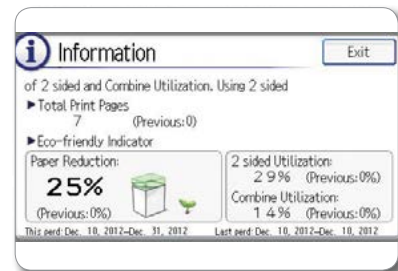 i Information
Exit
of 2 sided and Combine Utilization. Using 2 sided
►Total Print Pages
7 (Previous:0)
►Eco-friendly Indicator
Paper Reduction:
25%
(Previous:0%)
2 sided Utilization:
29% (Previous:0%)
Combine Utilization:
14% (Previous:0%)
This perd:Dec. 10, 2012–Dec. 31, 2012
Last perd:Dec. 10, 2012–Dec. 10, 2012